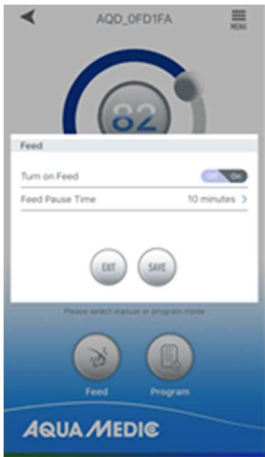 AQD_0FD1FA
MENU
82
Feed
Turn on Feed
Off On
Feed Pause Time 10 minutes >
EXIT SAVE
Please select manual or program mode
Feed Program
AQUA MEDIC